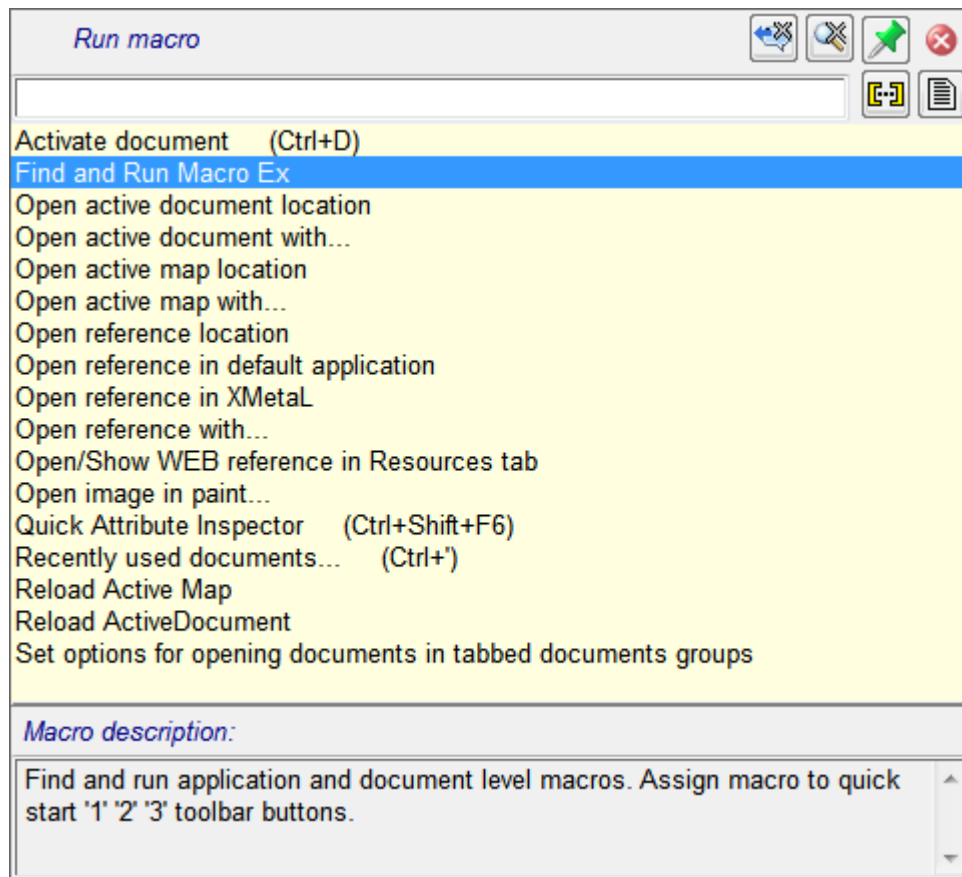 Run macro
Activate document (Ctrl+D)
Find and Run Macro Ex
Open active document location
Open active document with...
Open active map location
Open active map with...
Open reference location
Open reference in default application
Open reference in XMetaL
Open reference with...
Open/Show WEB reference in Resources tab
Open image in paint...
Quick Attribute Inspector (Ctrl+Shift+F6)
Recently used documents... (Ctrl+')
Reload Active Map
Reload ActiveDocument
Set options for opening documents in tabbed documents groups
Macro description:
Find and run application and document level macros. Assign macro to quick
start '1' '2' '3' toolbar buttons.